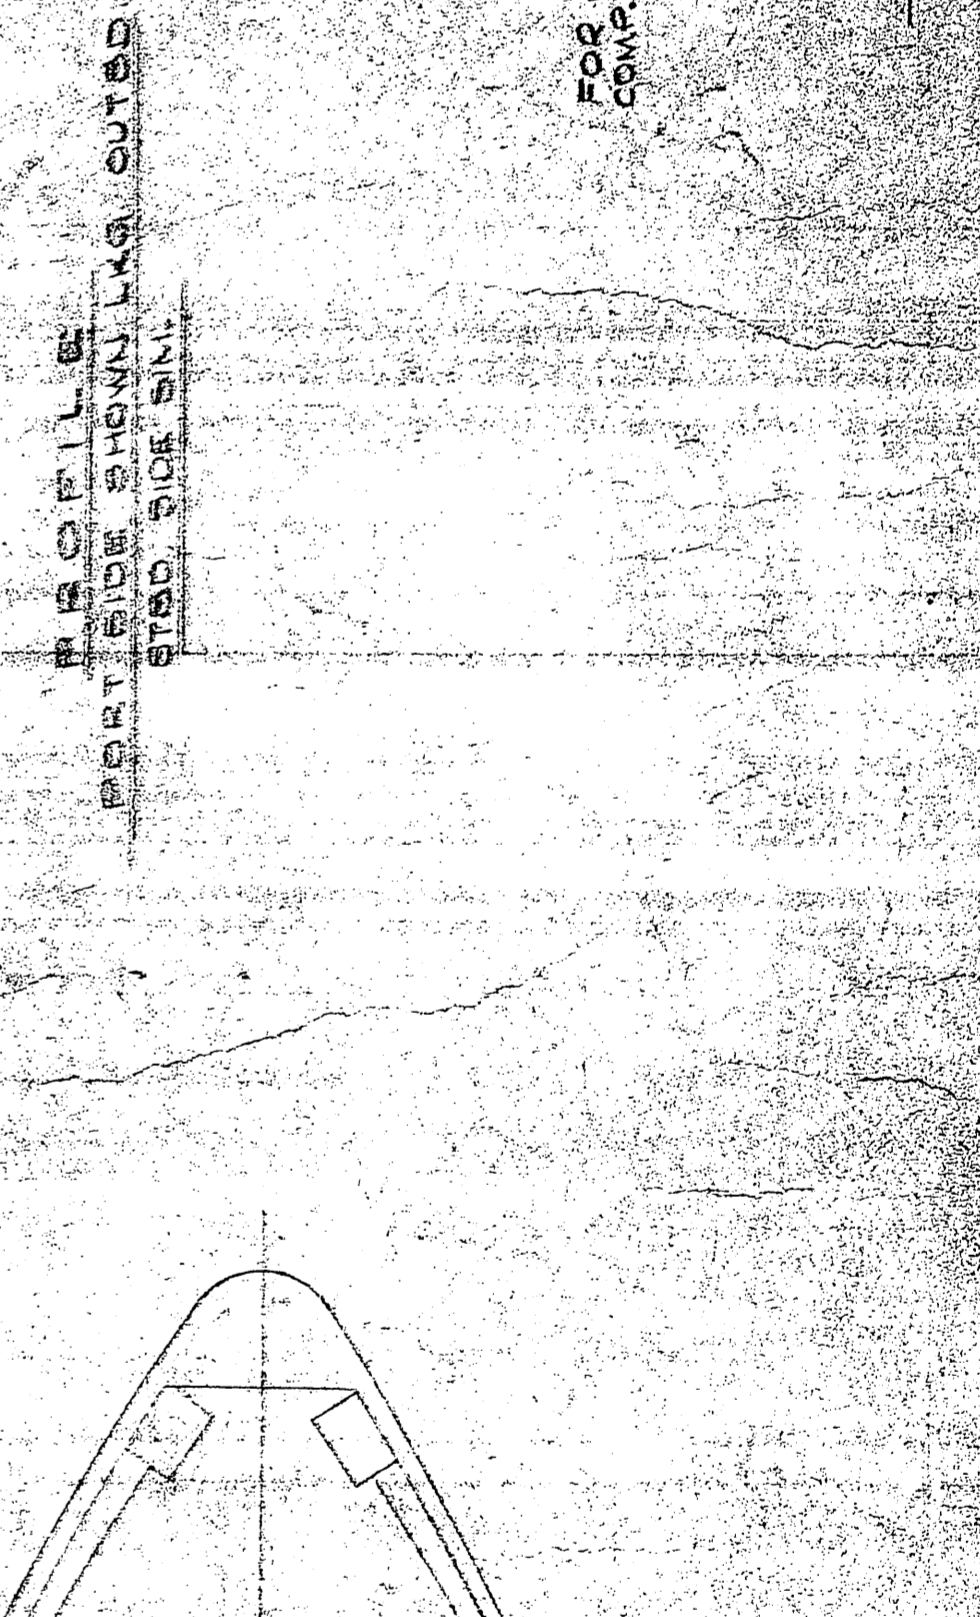 PROFILE
PORT SIDE SHOWN LKG. OUTBD
STBD. SIDE SIM.
FOR
COMP.